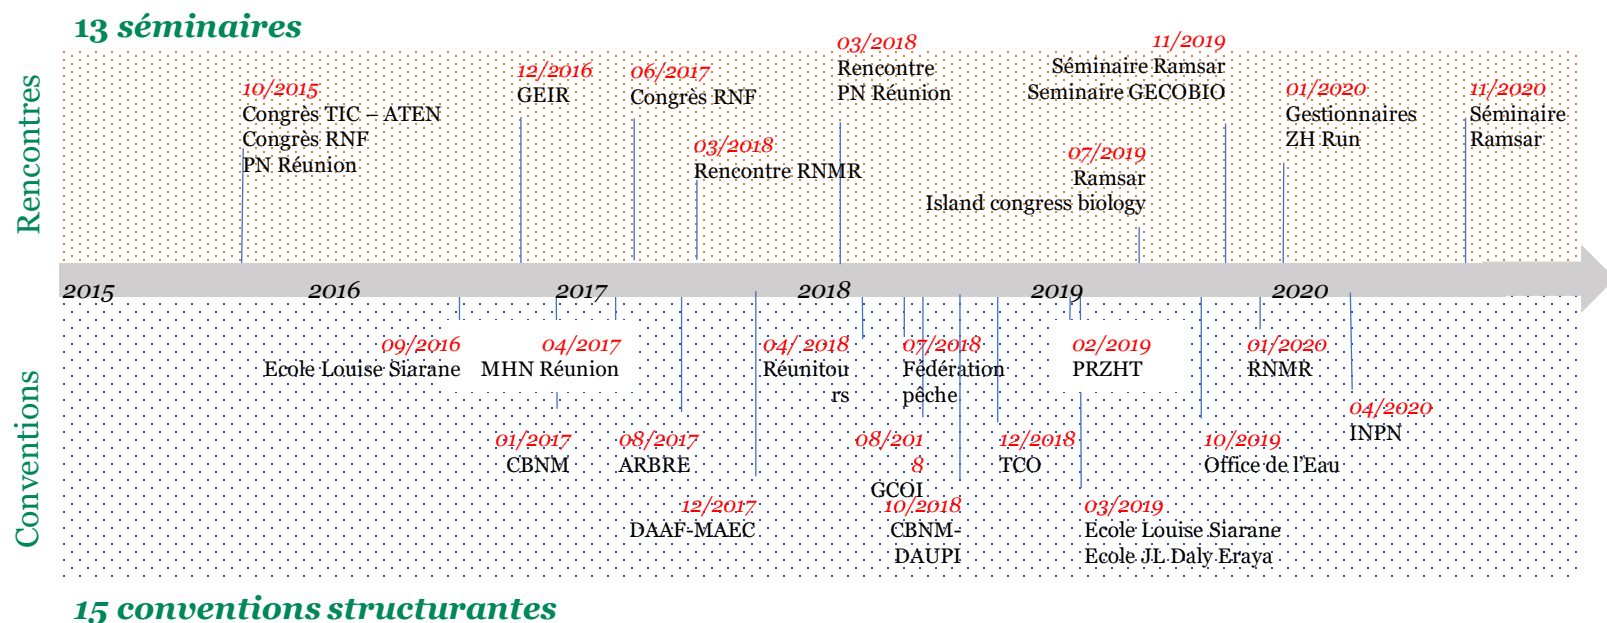 13 séminaires
Rencontres
10/2015
Congrès TIC – ATEN
Congrès RNF
PN Réunion
12/2016
GEIR
06/2017
Congrès RNF
03/2018
Rencontre RNMR
03/2018
Rencontre
PN Réunion
07/2019
Ramsar
Island congress biology
11/2019
Séminaire Ramsar
Seminaire GECOBIO
01/2020
Gestionnaires
ZH Run
11/2020
Séminaire
Ramsar
2015 2016 2017 2018 2019 2020
Conventions
09/2016
Ecole Louise Siarane
04/2017
MHN Réunion
01/2017
CBNM
08/2017
ARBRE
12/2017
DAAF-MAEC
04/ 2018
Réunitou
rs
07/2018
Fédération
pêche
08/201
8
GCOI
10/2018
CBNM-
DAUPI
12/2018
TCO
02/2019
PRZHT
03/2019
Ecole Louise Siarane
Ecole JL Daly Eraya
10/2019
Office de l’Eau
01/2020
RNMR
04/2020
INPN
15 conventions structurantes